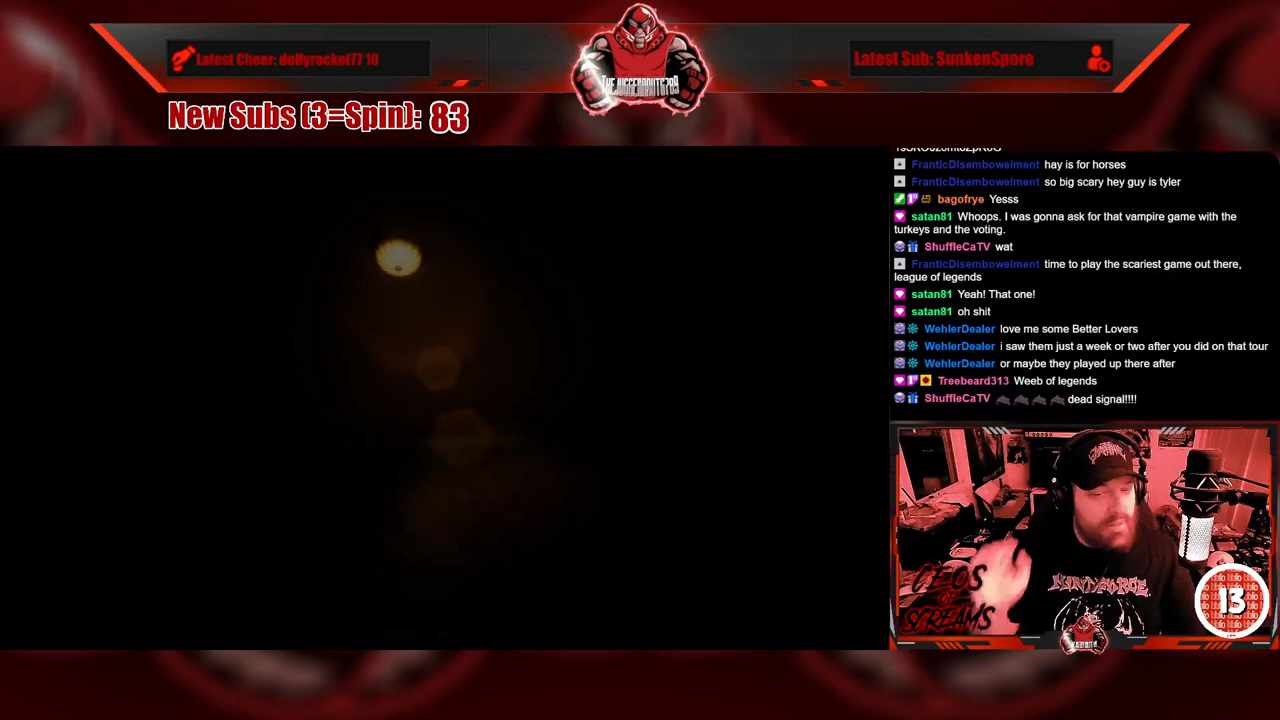 Latest Cheer: dollyrocket77 10
THEJUGGERNAUT6789
Latest Sub: SunkenSpore
New Subs (3=Spin): 83
FranticDIsembowelment hay is for horses
FranticDIsembowelment so big scary hey guy is tyler
bagofrye Yesss
satan81 Whoops. I was gonna ask for that vampire game with the
turkeys and the voting.
ShuffleCaTV wat
FranticDIsembowelment time to play the scariest game out there,
league of legends
satan81 Yeah! That one!
satan81 oh shit
WehlerDealer love me some Better Lovers
WehlerDealer i saw them just a week or two after you did on that tour
WehlerDealer or maybe they played up there after
Treebeard313 Weeb of legends
ShuffleCaTV dead signal!!!!
CEOS
OF
SCREAMS
13